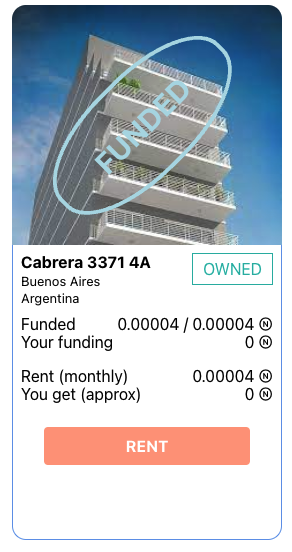 FUNDED
Cabrera 3371 4A
OWNED
Buenos Aires
Argentina
Funded 0.00004 / 0.00004 Ⓝ
Your funding 0 Ⓝ
Rent (monthly) 0.00004 Ⓝ
You get (approx) 0 Ⓝ
RENT